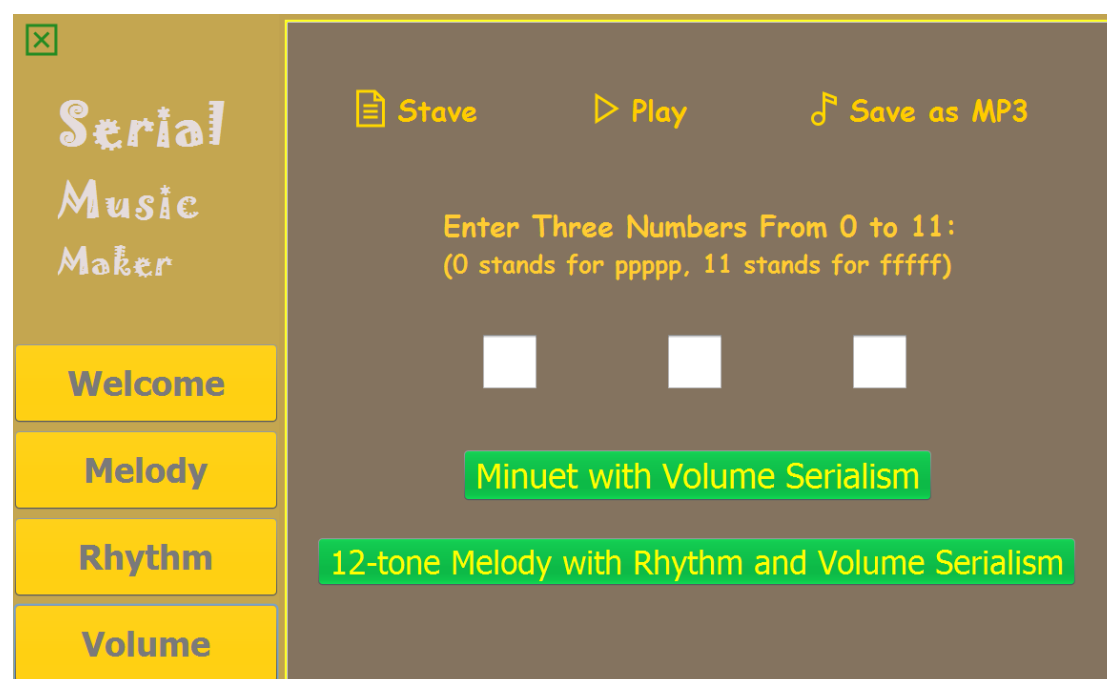 Serial
Music
Maker
Welcome
Melody
Rhythm
Volume
Stave
Play
Save as MP3
Enter Three Numbers From 0 to 11:
(0 stands for ppppp, 11 stands for fffff)
Minuet with Volume Serialism
12-tone Melody with Rhythm and Volume Serialism